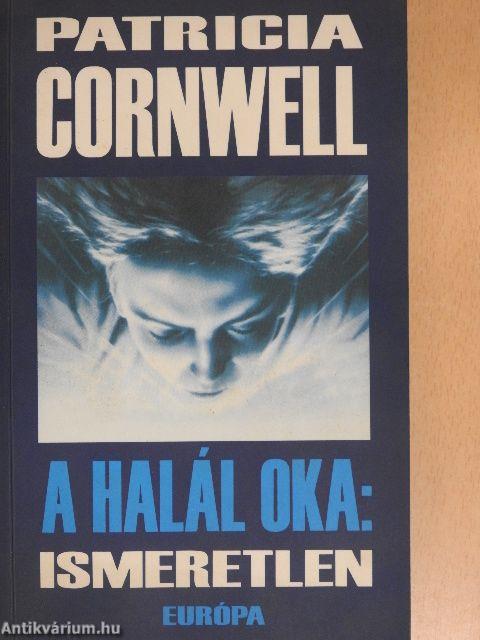 PATRICIA
CORNWELL
A HALÁL OKA:
ISMERETLEN
EURÓPA
Antikvárium.hu